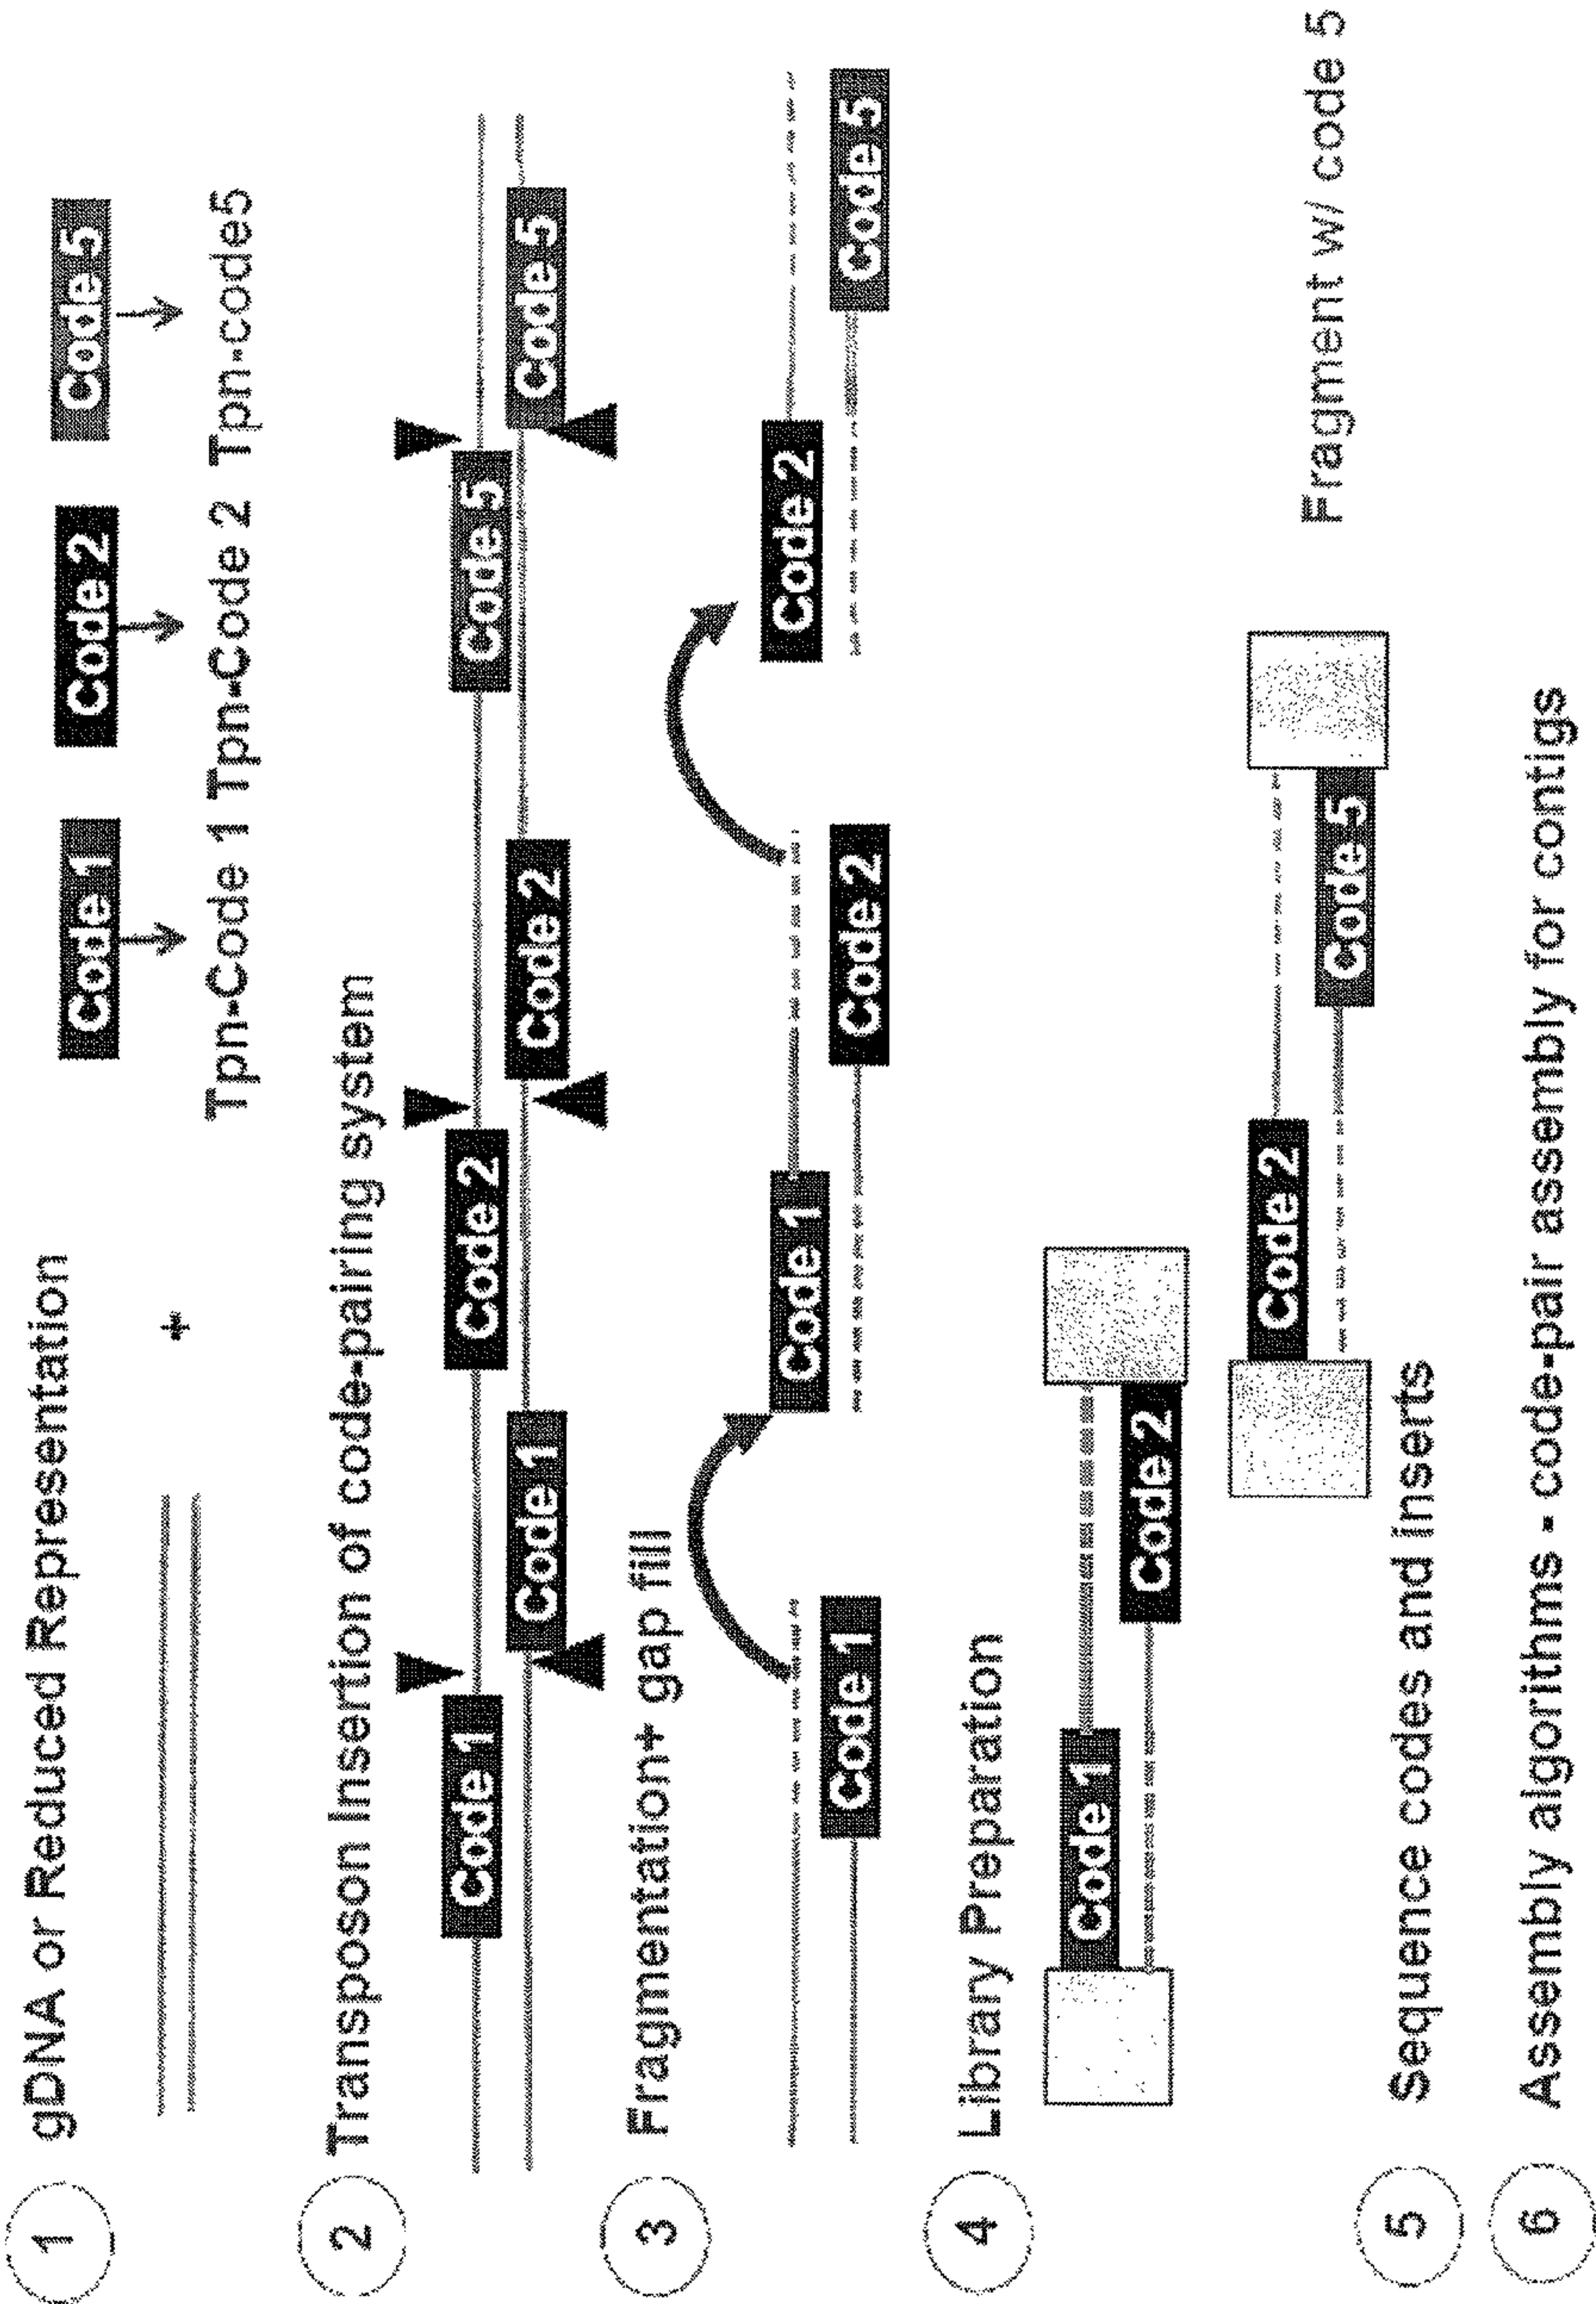 1 gDNA or Reduced Representation
+
Code 1 Code 2 Code 5
Tpn-Code 1 Tpn-Code 2 Tpn-code5
2 Transposon Insertion of code-pairing system
Code 1 Code 2 Code 5
Code 1 Code 2 Code 5
3 Fragmentation+ gap fill
Code 1 Code 2
Code 1 Code 2 Code 5
4 Library Preparation
Code 1
Code 2
Code 2
Code 5
Fragment w/ code 5
5 Sequence codes and inserts
6 Assembly algorithms - code-pair assembly for contigs